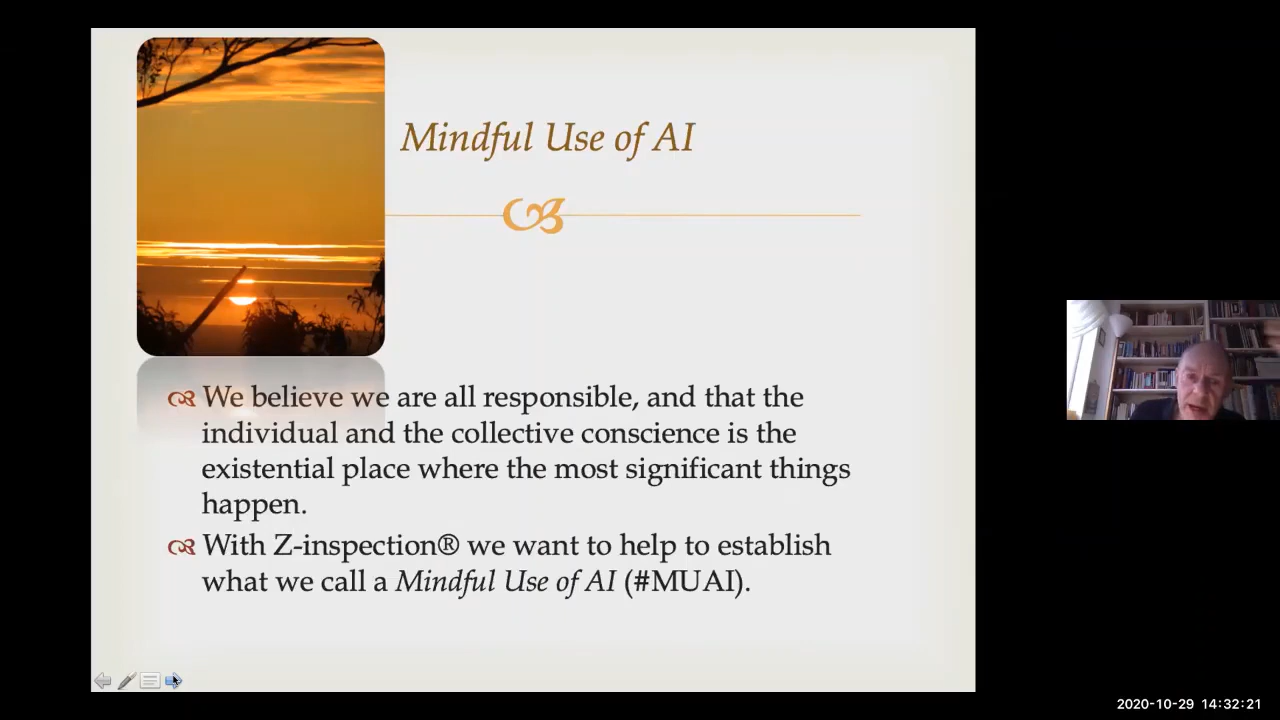 Mindful Use of AI
We believe we are all responsible, and that the
individual and the collective conscience is the
existential place where the most significant things
happen.
With Z-inspection® we want to help to establish
what we call a Mindful Use of AI (#MUAI).
2020-10-29 14:32:21